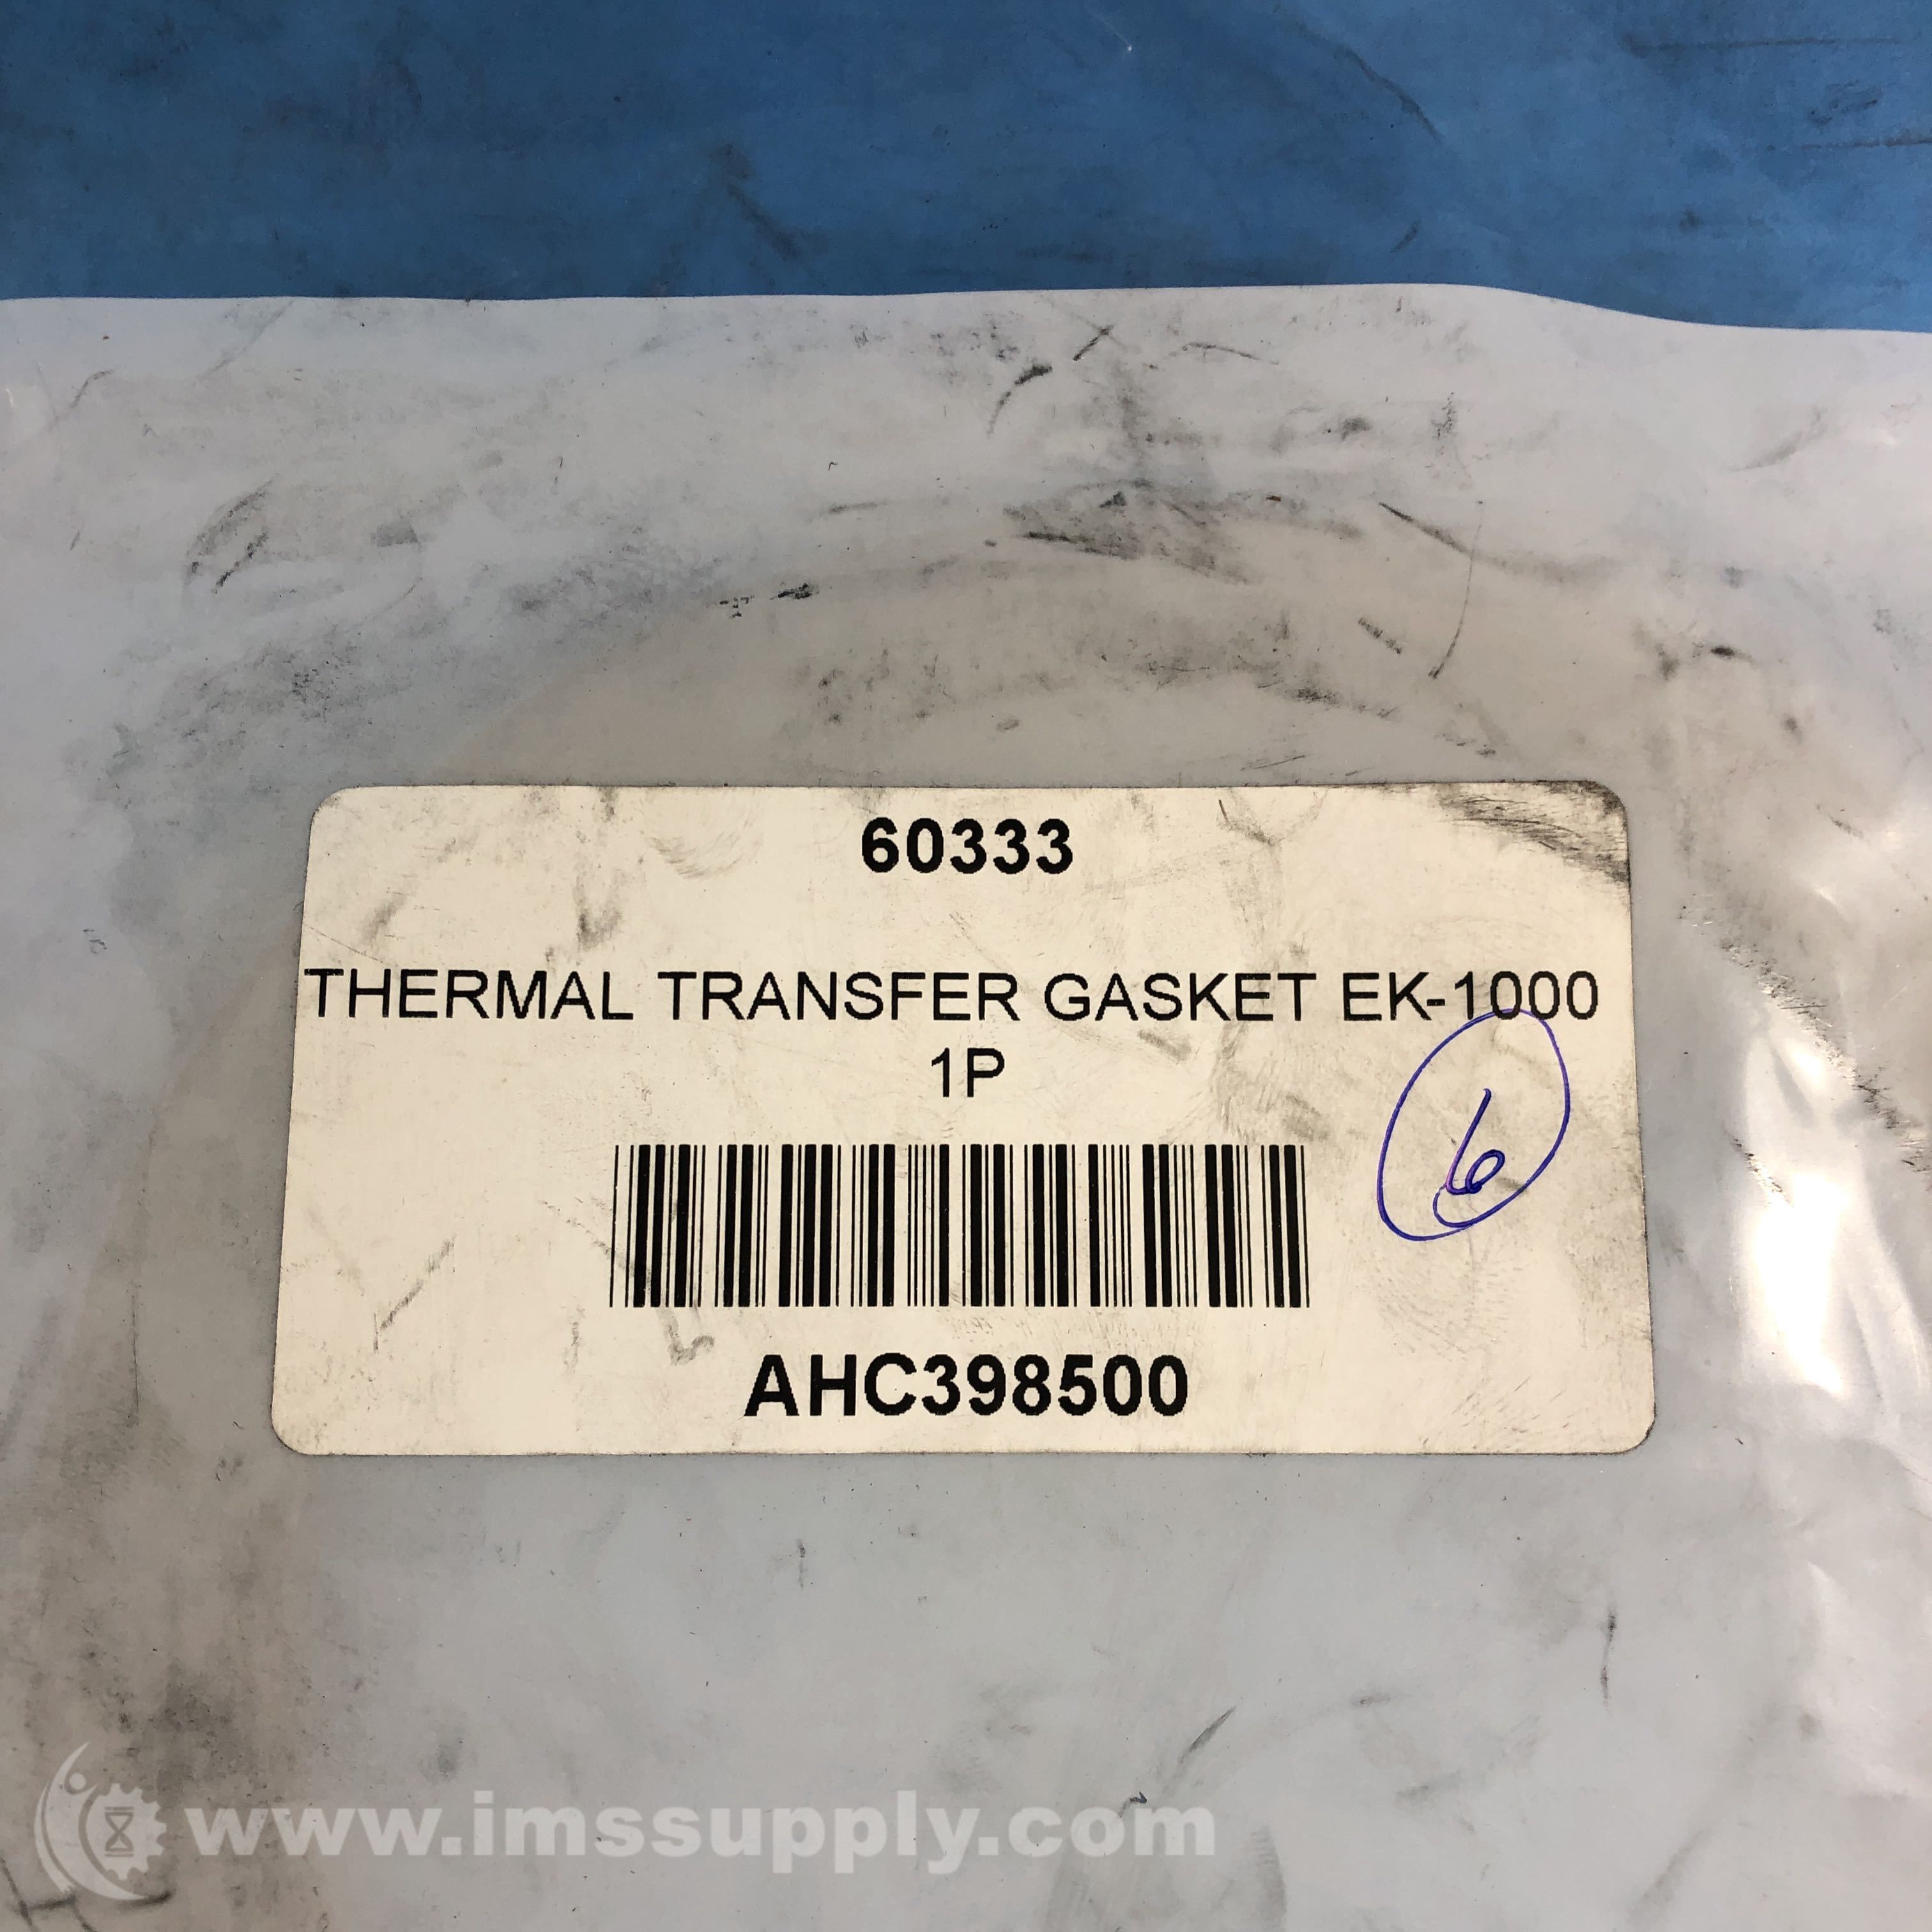 60333
THERMAL TRANSFER GASKET EK-1000
1P
6
AHC398500
www.imssupply.com